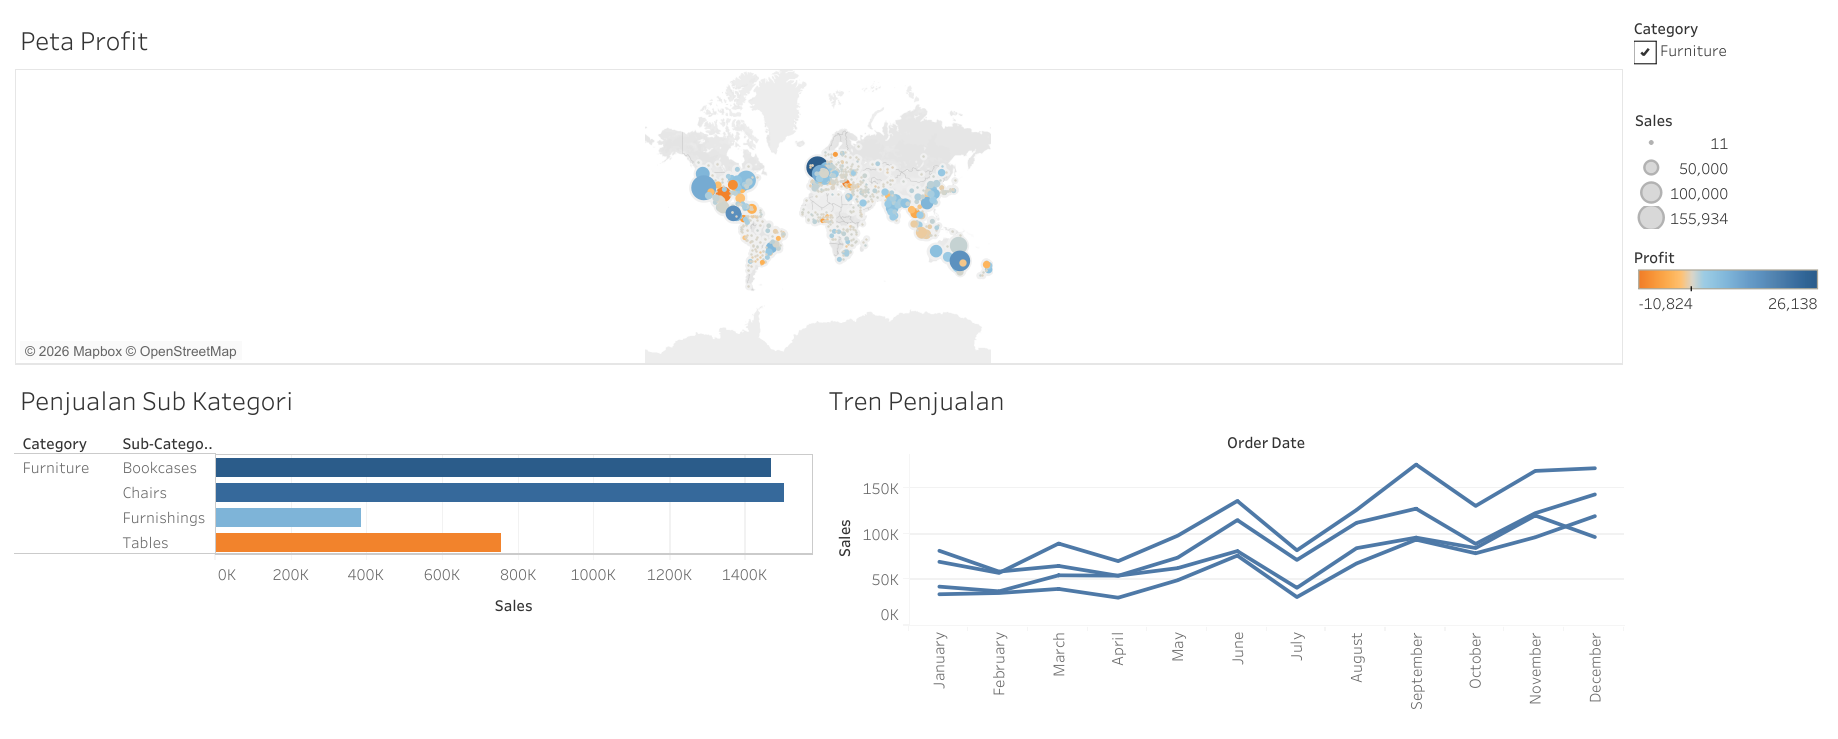 Peta Profit
Category
Furniture
Sales
11
50,000
100,000
155,934
Profit
-10,824 26,138
© 2026 Mapbox © OpenStreetMap
Penjualan Sub Kategori
Category Sub-Catego..
Furniture Bookcases
Chairs
Furnishings
Tables
0K 200K 400K 600K 800K 1000K 1200K 1400K
Sales
Tren Penjualan
Order Date
150K
100K
50K
0K
Sales
January February March April May June July August September October November December